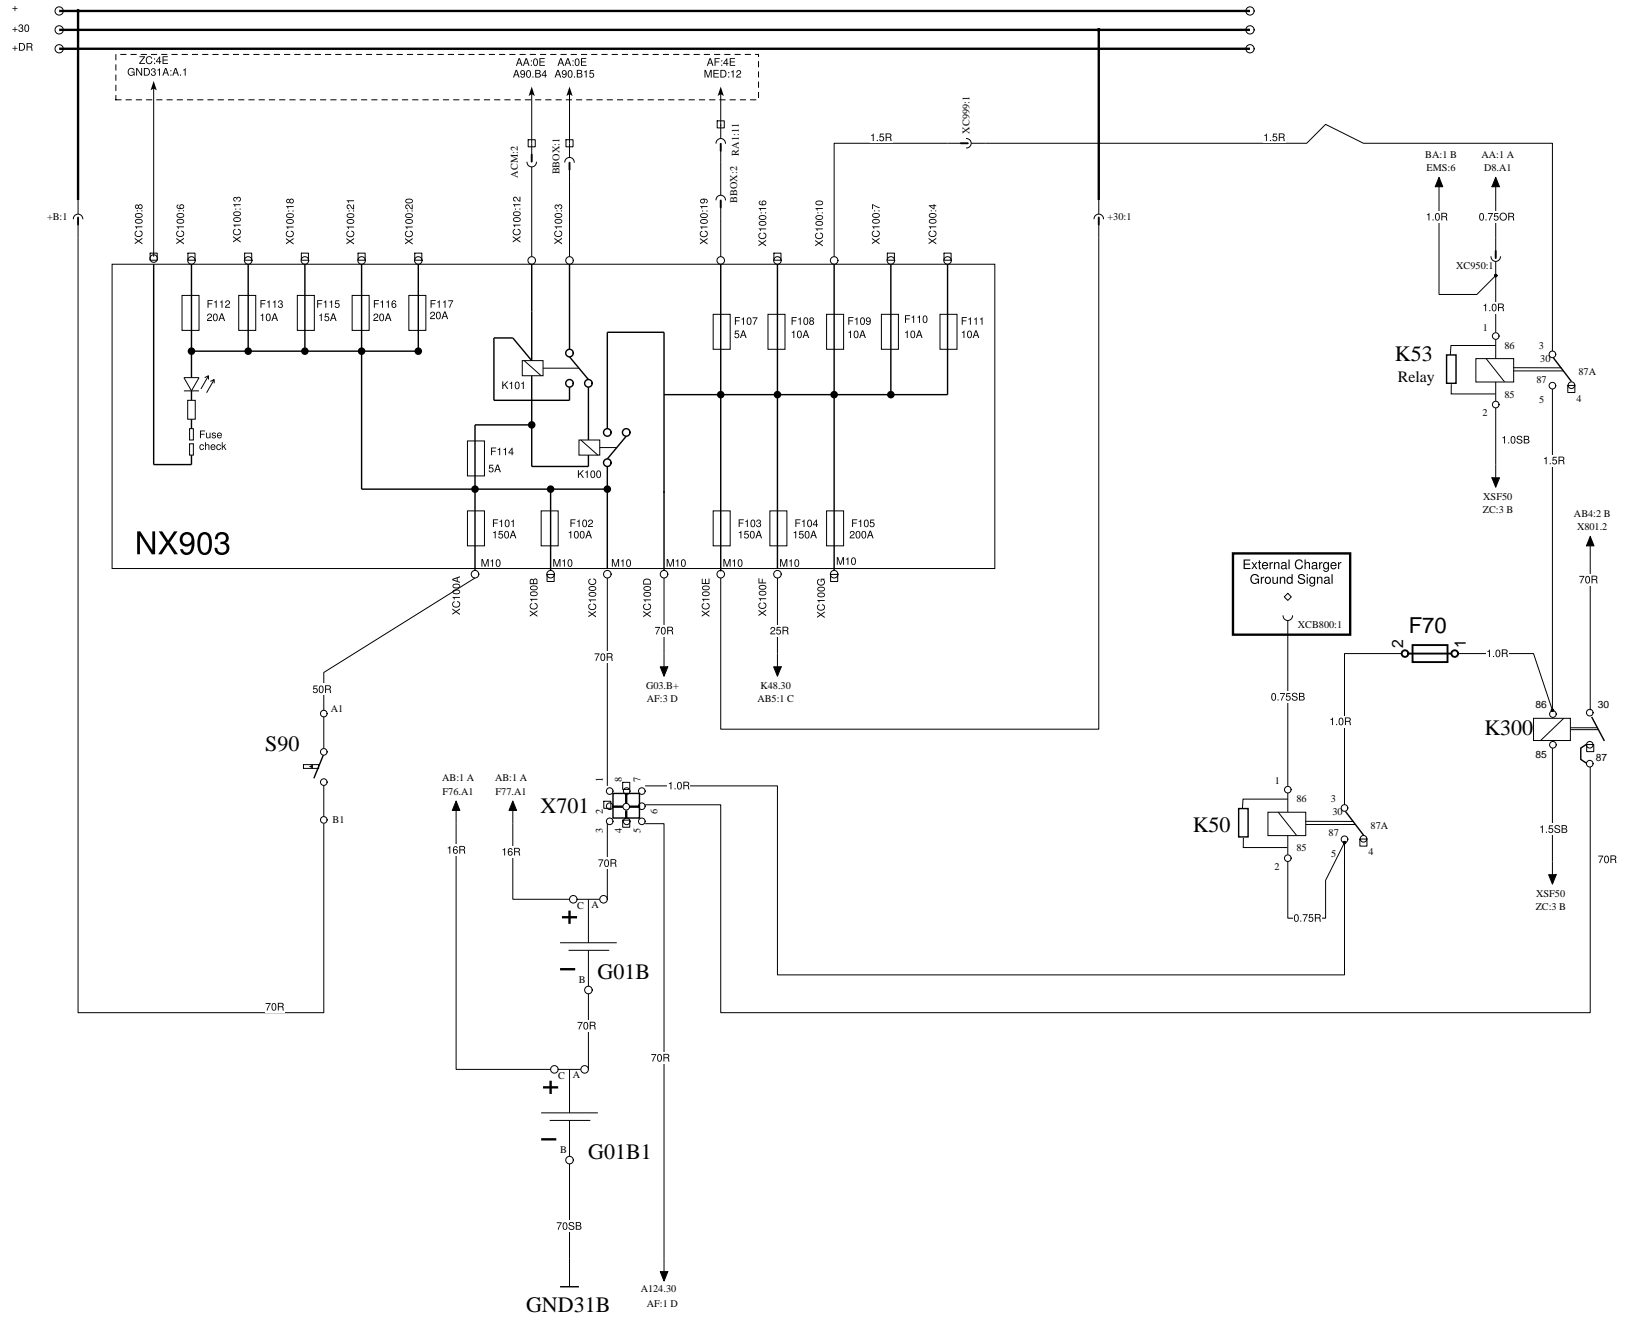 +
+30
+DR
ZC:4E
GND31A:A.1
AA:0E
A90.B4
AA:0E
A90.B15
AF:4E
MED:12
ACM:2
BBOX:1
RA1:11
BBOX:2
XC999:1
1.5R
1.5R
BA:1 B
EMS:6
AA:1 A
D8.A1
1.0R
0.75OR
XC950:1
1.0R
+B:1
+30:1
XC100:8
XC100:6
XC100:13
XC100:18
XC100:21
XC100:20
XC100:12
XC100:3
XC100:19
XC100:16
XC100:10
XC100:7
XC100:4
F112
20A
F113
10A
F115
15A
F116
20A
F117
20A
F107
5A
F108
10A
F109
10A
F110
10A
F111
10A
K101
K100
Fuse
check
F114
5A
F101
150A
F102
100A
F103
150A
F104
150A
F105
200A
NX903
M10
M10
M10
M10
M10
M10
M10
XC100A
XC100B
XC100C
XC100D
XC100E
XC100F
XC100G
K53
Relay
1
86
85
2
3
30
87
87A
5
4
1.0SB
XSF50
ZC:3 B
1.5R
AB4:2 B
X801.2
70R
External Charger
Ground Signal
XCB800:1
F70
2
1
1.0R
0.75SB
1.0R
86
85
30
87
K300
1.5SB
XSF50
ZC:3 B
70R
70R
G03.B+
AF:3 D
25R
K48.30
AB5:1 C
70R
50R
A1
S90
B1
70R
AB:1 A
F76.A1
AB:1 A
F77.A1
16R
16R
X701
1
8
7
2
6
3
4
5
1.0R
70R
K50
1
86
85
2
3
30
87
87A
5
4
0.75R
C
A
+
−
B
G01B
70R
70R
C
A
+
−
B
G01B1
70SB
GND31B
A124.30
AF:1 D